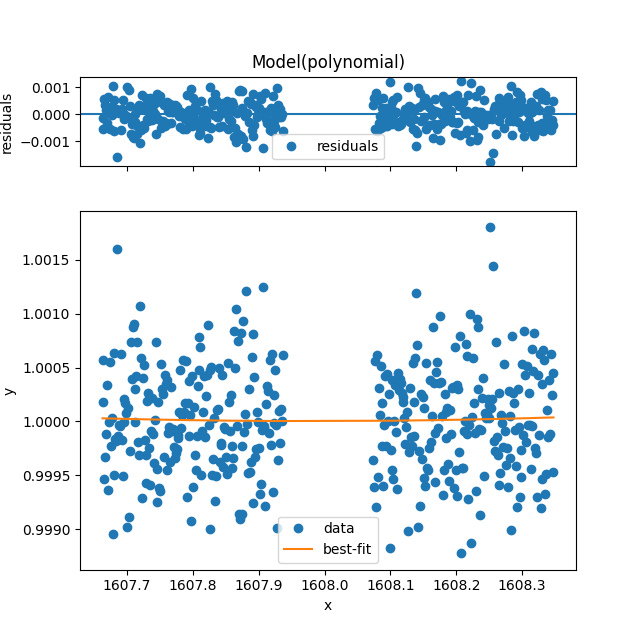 Model(polynomial)
0.001
0.000
−0.001
residuals
residuals
1.0015
1.0010
1.0005
1.0000
0.9995
0.9990
y
data
best-fit
1607.7 1607.8 1607.9 1608.0 1608.1 1608.2 1608.3
x